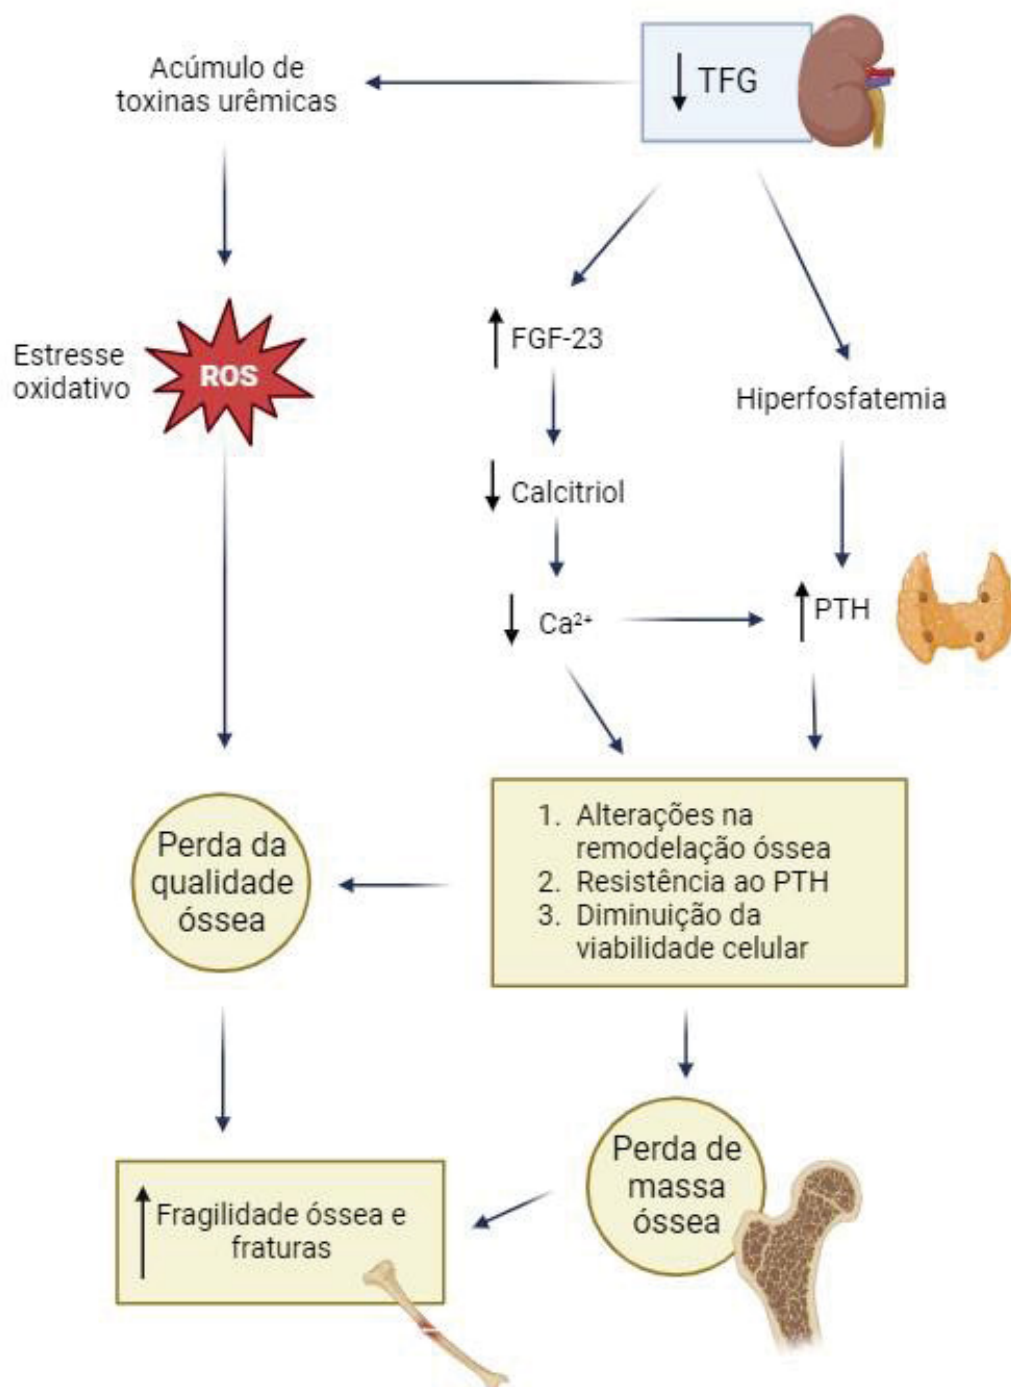 Acúmulo de
toxinas urêmicas
↓ TFG
Estresse
oxidativo
ROS
↑ FGF-23
Hiperfosfatemia
↓ Calcitriol
↓ Ca²⁺
↑ PTH
Perda da
qualidade
óssea
1. Alterações na
remodelação óssea
2. Resistência ao PTH
3. Diminuição da
viabilidade celular
Perda de
massa
óssea
↑ Fragilidade óssea e
fraturas